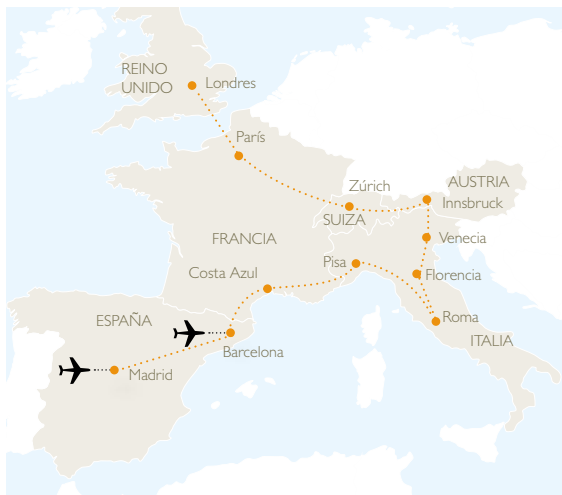 REINO
UNIDO
Londres
París
Zúrich
AUSTRIA
Innsbruck
SUIZA
FRANCIA
Venecia
Pisa
Costa Azul
Florencia
ESPAÑA
Roma
ITALIA
Barcelona
Madrid